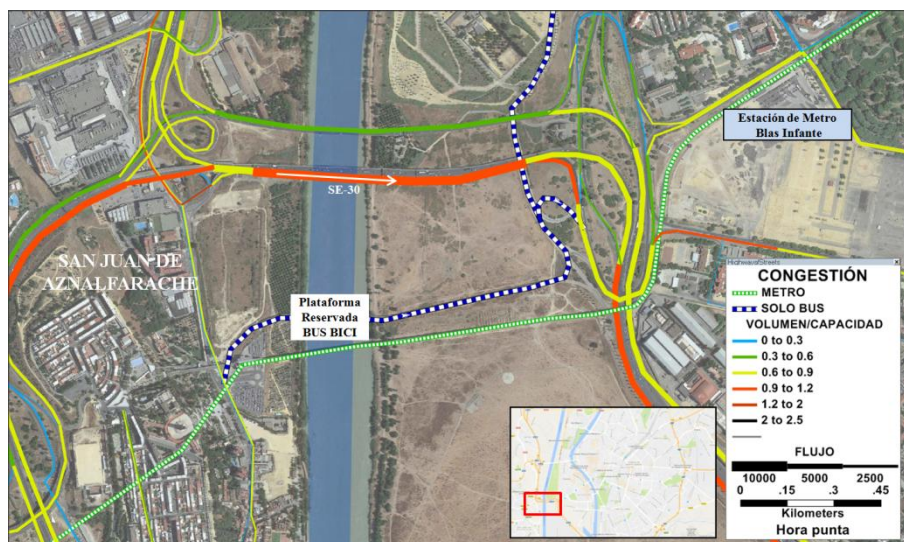 Estación de Metro
Blas Infante
SE-30
SAN JUAN DE
AZNALFARACHE
Plataforma
Reservada
BUS BICI
Highways/Streets
CONGESTIÓN
METRO
SOLO BUS
VOLUMEN/CAPACIDAD
0 to 0.3
0.3 to 0.6
0.6 to 0.9
0.9 to 1.2
1.2 to 2
2 to 2.5
FLUJO
10000 5000 2500
0 .15 .3 .45
Kilometers
Hora punta